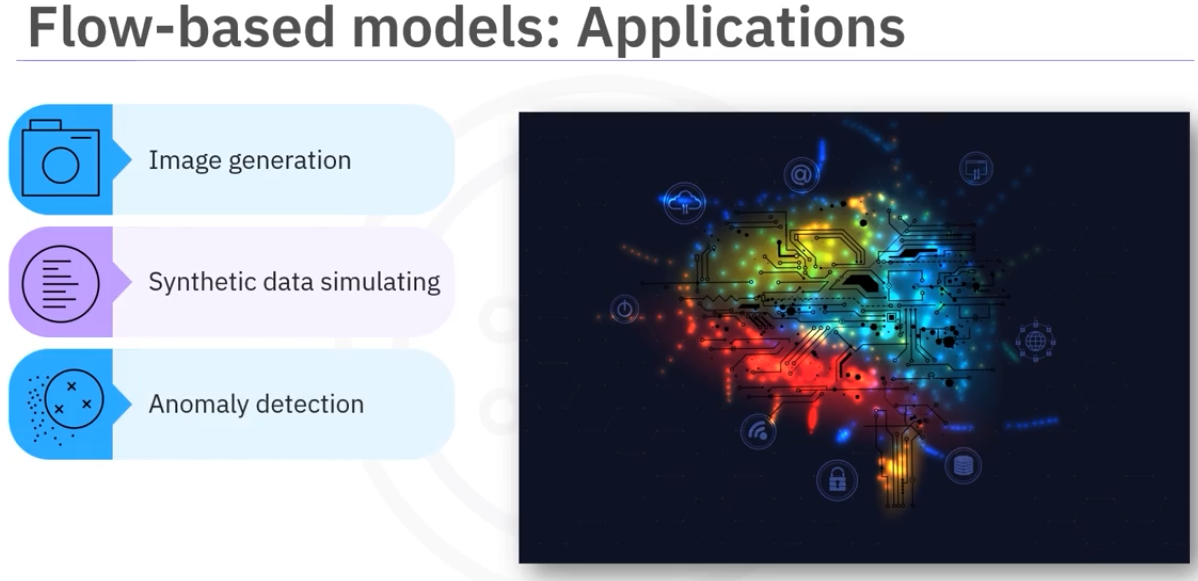 Flow-based models: Applications
Image generation
Synthetic data simulating
Anomaly detection
@